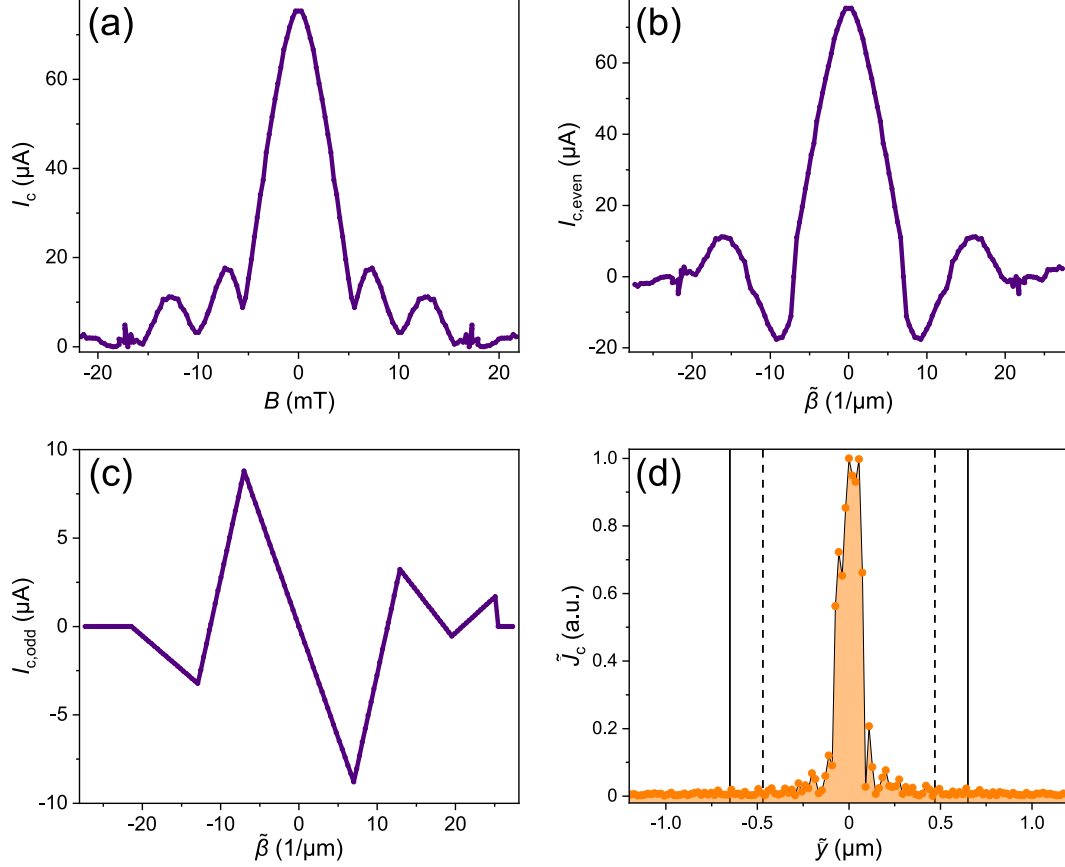 (a)
60
40
20
0
I_c (µA)
-20 -10 0 10 20
B (mT)
(b)
60
40
20
0
-20
I_c,even (µA)
-20 -10 0 10 20
β̃ (1/µm)
(c)
10
5
0
-5
-10
I_c,odd (µA)
-20 -10 0 10 20
β̃ (1/µm)
(d)
1.0
0.8
0.6
0.4
0.2
0
J̃_c (a.u.)
-1.0 -0.5 0 0.5 1.0
ỹ (µm)